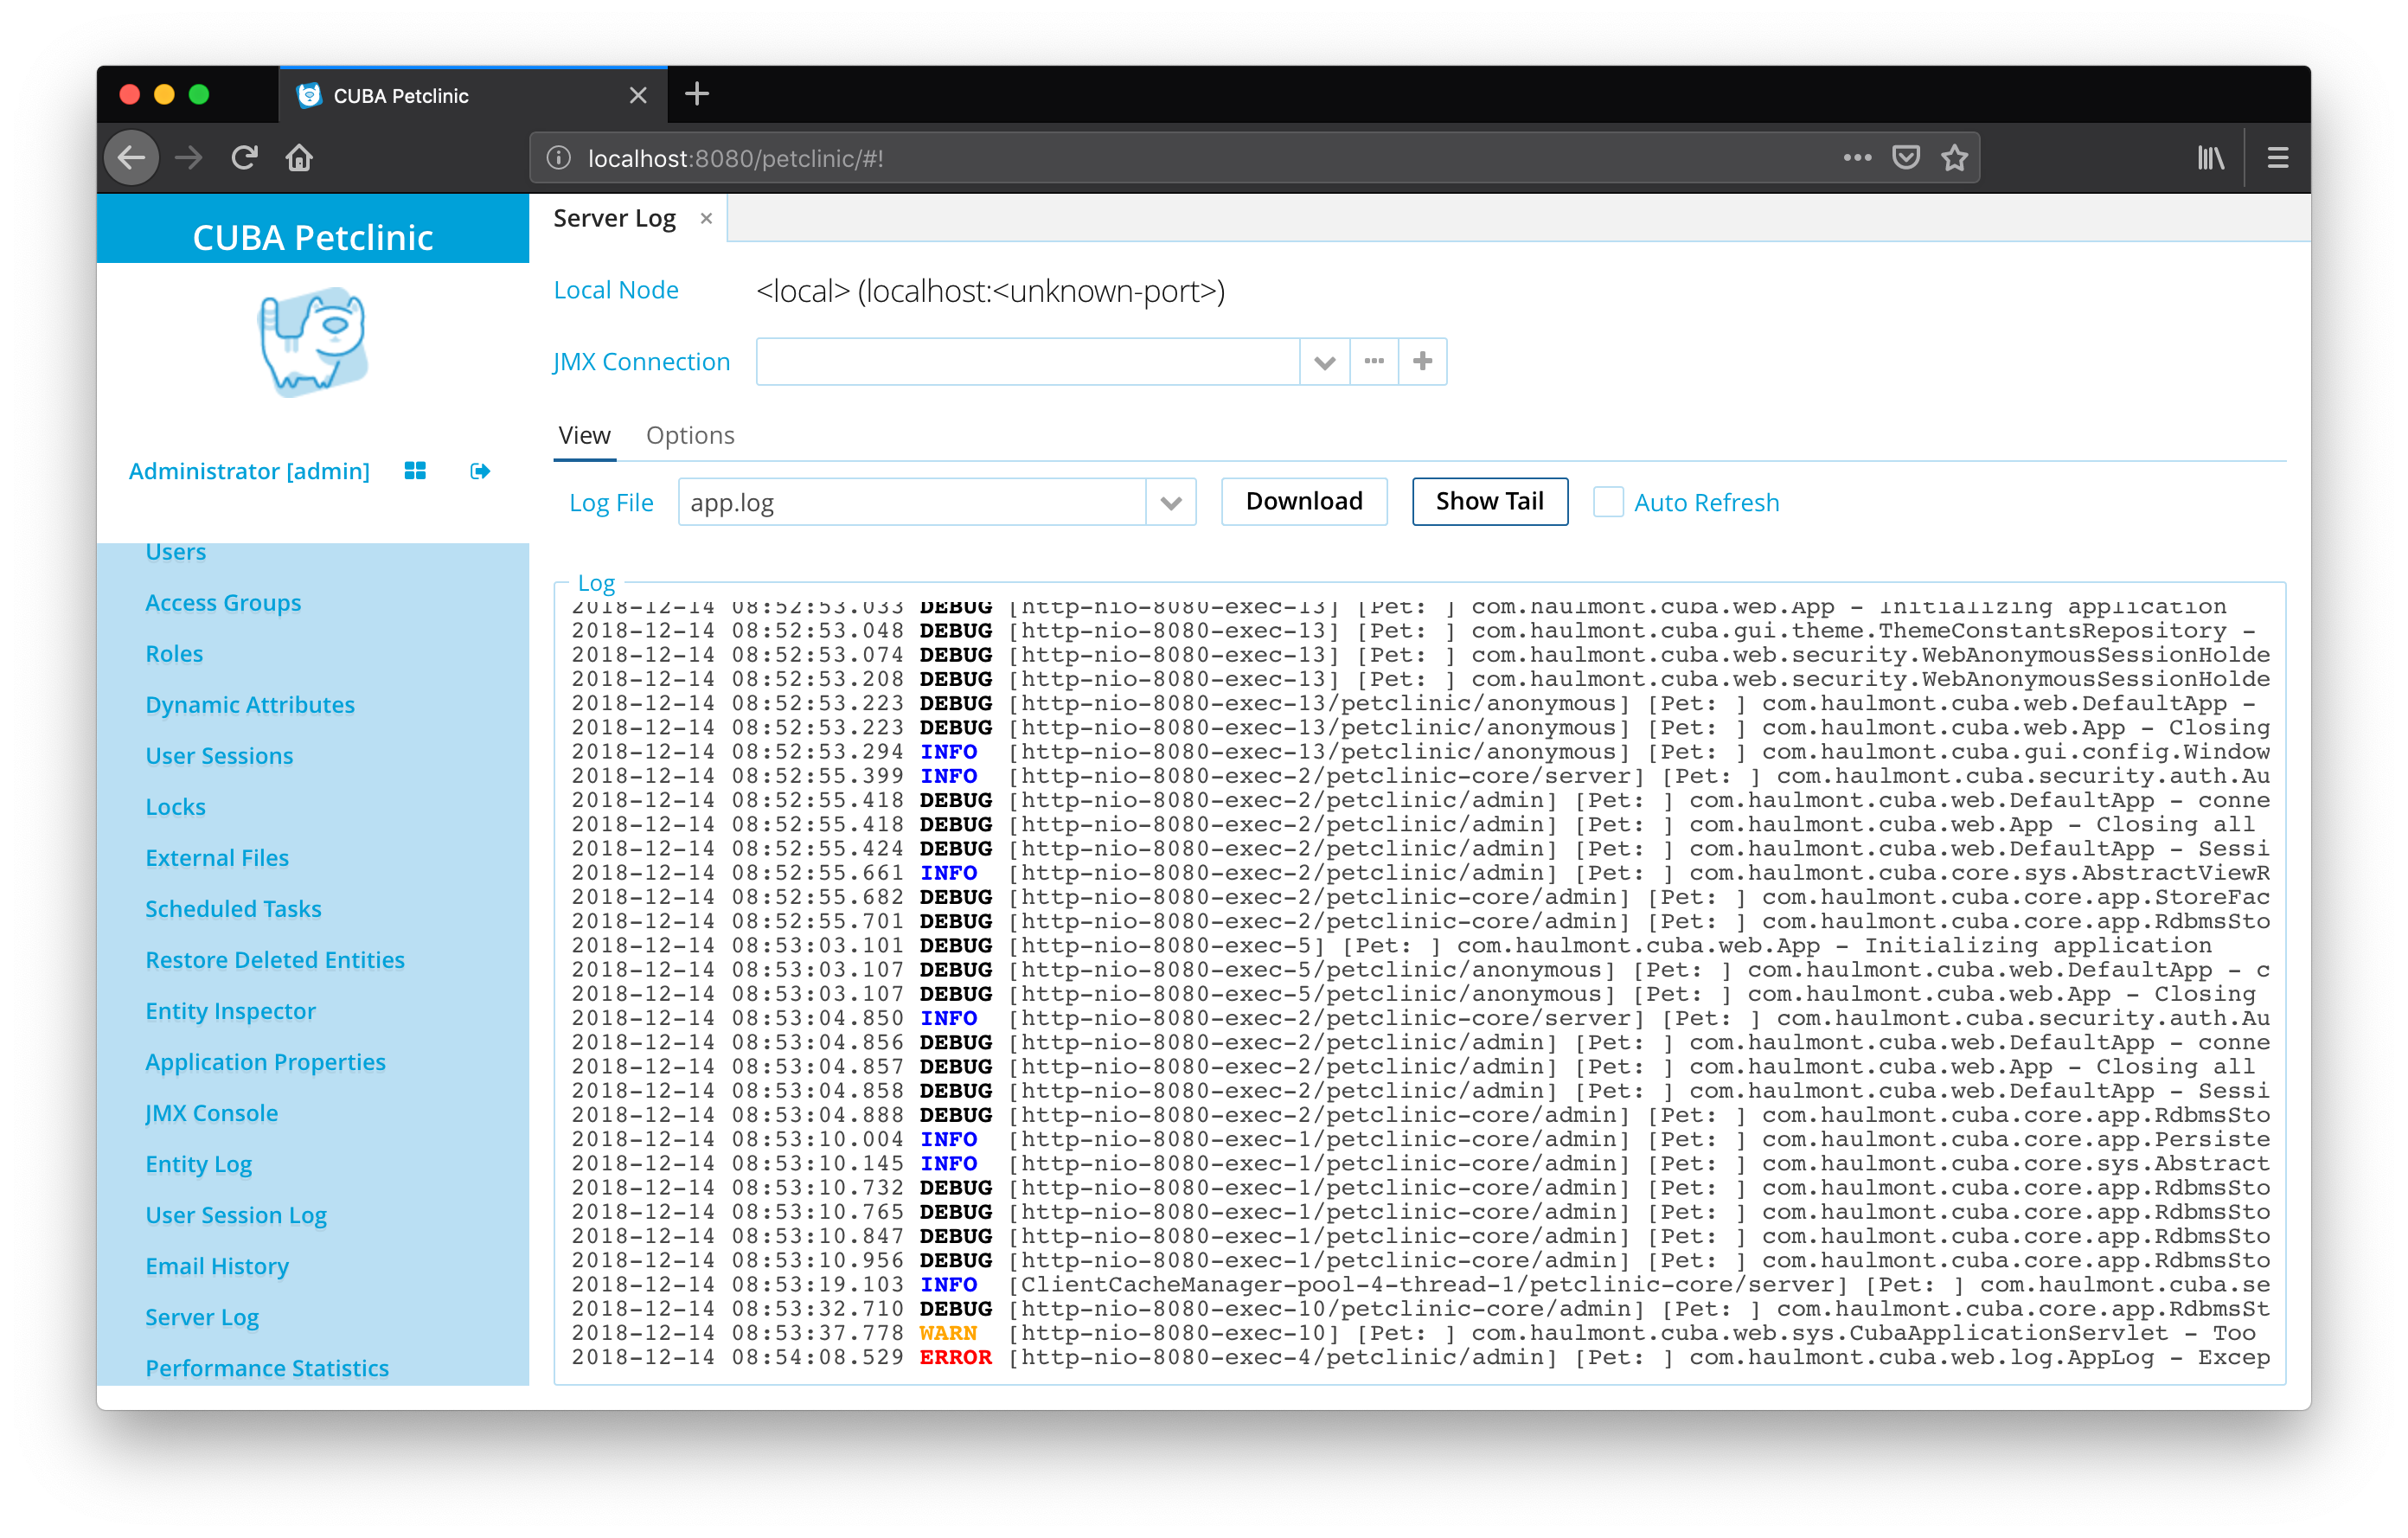 CUBA Petclinic
localhost:8080/petclinic/#!
CUBA Petclinic
Administrator [admin]
Users
Access Groups
Roles
Dynamic Attributes
User Sessions
Locks
External Files
Scheduled Tasks
Restore Deleted Entities
Entity Inspector
Application Properties
JMX Console
Entity Log
User Session Log
Email History
Server Log
Performance Statistics
Server Log
Local Node <local> (localhost:<unknown-port>)
JMX Connection
View Options
Log File app.log Download Show Tail Auto Refresh
Log
2018-12-14 08:52:53.033 DEBUG [http-nio-8080-exec-13] [Pet: ] com.haulmont.cuba.web.App - Initializing application
2018-12-14 08:52:53.048 DEBUG [http-nio-8080-exec-13] [Pet: ] com.haulmont.cuba.gui.theme.ThemeConstantsRepository -
2018-12-14 08:52:53.074 DEBUG [http-nio-8080-exec-13] [Pet: ] com.haulmont.cuba.web.security.WebAnonymousSessionHolde
2018-12-14 08:52:53.208 DEBUG [http-nio-8080-exec-13] [Pet: ] com.haulmont.cuba.web.security.WebAnonymousSessionHolde
2018-12-14 08:52:53.223 DEBUG [http-nio-8080-exec-13/petclinic/anonymous] [Pet: ] com.haulmont.cuba.web.DefaultApp -
2018-12-14 08:52:53.223 DEBUG [http-nio-8080-exec-13/petclinic/anonymous] [Pet: ] com.haulmont.cuba.web.App - Closing
2018-12-14 08:52:53.294 INFO [http-nio-8080-exec-13/petclinic/anonymous] [Pet: ] com.haulmont.cuba.gui.config.Window
2018-12-14 08:52:55.399 INFO [http-nio-8080-exec-2/petclinic-core/server] [Pet: ] com.haulmont.cuba.security.auth.Au
2018-12-14 08:52:55.418 DEBUG [http-nio-8080-exec-2/petclinic/admin] [Pet: ] com.haulmont.cuba.web.DefaultApp - conne
2018-12-14 08:52:55.418 DEBUG [http-nio-8080-exec-2/petclinic/admin] [Pet: ] com.haulmont.cuba.web.App - Closing all
2018-12-14 08:52:55.424 DEBUG [http-nio-8080-exec-2/petclinic/admin] [Pet: ] com.haulmont.cuba.web.DefaultApp - Sessi
2018-12-14 08:52:55.661 INFO [http-nio-8080-exec-2/petclinic/admin] [Pet: ] com.haulmont.cuba.core.sys.AbstractViewR
2018-12-14 08:52:55.682 DEBUG [http-nio-8080-exec-2/petclinic-core/admin] [Pet: ] com.haulmont.cuba.core.app.StoreFac
2018-12-14 08:52:55.701 DEBUG [http-nio-8080-exec-2/petclinic-core/admin] [Pet: ] com.haulmont.cuba.core.app.RdbmsSto
2018-12-14 08:53:03.101 DEBUG [http-nio-8080-exec-5] [Pet: ] com.haulmont.cuba.web.App - Initializing application
2018-12-14 08:53:03.107 DEBUG [http-nio-8080-exec-5/petclinic/anonymous] [Pet: ] com.haulmont.cuba.web.DefaultApp - c
2018-12-14 08:53:03.107 DEBUG [http-nio-8080-exec-5/petclinic/anonymous] [Pet: ] com.haulmont.cuba.web.App - Closing
2018-12-14 08:53:04.850 INFO [http-nio-8080-exec-2/petclinic-core/server] [Pet: ] com.haulmont.cuba.security.auth.Au
2018-12-14 08:53:04.856 DEBUG [http-nio-8080-exec-2/petclinic/admin] [Pet: ] com.haulmont.cuba.web.DefaultApp - conne
2018-12-14 08:53:04.857 DEBUG [http-nio-8080-exec-2/petclinic/admin] [Pet: ] com.haulmont.cuba.web.App - Closing all
2018-12-14 08:53:04.858 DEBUG [http-nio-8080-exec-2/petclinic/admin] [Pet: ] com.haulmont.cuba.web.DefaultApp - Sessi
2018-12-14 08:53:04.888 DEBUG [http-nio-8080-exec-2/petclinic-core/admin] [Pet: ] com.haulmont.cuba.core.app.RdbmsSto
2018-12-14 08:53:10.004 INFO [http-nio-8080-exec-1/petclinic-core/admin] [Pet: ] com.haulmont.cuba.core.app.Persiste
2018-12-14 08:53:10.145 INFO [http-nio-8080-exec-1/petclinic-core/admin] [Pet: ] com.haulmont.cuba.core.sys.Abstract
2018-12-14 08:53:10.732 DEBUG [http-nio-8080-exec-1/petclinic-core/admin] [Pet: ] com.haulmont.cuba.core.app.RdbmsSto
2018-12-14 08:53:10.765 DEBUG [http-nio-8080-exec-1/petclinic-core/admin] [Pet: ] com.haulmont.cuba.core.app.RdbmsSto
2018-12-14 08:53:10.847 DEBUG [http-nio-8080-exec-1/petclinic-core/admin] [Pet: ] com.haulmont.cuba.core.app.RdbmsSto
2018-12-14 08:53:10.956 DEBUG [http-nio-8080-exec-1/petclinic-core/admin] [Pet: ] com.haulmont.cuba.core.app.RdbmsSto
2018-12-14 08:53:19.103 INFO [ClientCacheManager-pool-4-thread-1/petclinic-core/server] [Pet: ] com.haulmont.cuba.se
2018-12-14 08:53:32.710 DEBUG [http-nio-8080-exec-10/petclinic-core/admin] [Pet: ] com.haulmont.cuba.core.app.RdbmsSt
2018-12-14 08:53:37.778 WARN [http-nio-8080-exec-10] [Pet: ] com.haulmont.cuba.web.sys.CubaApplicationServlet - Too
2018-12-14 08:54:08.529 ERROR [http-nio-8080-exec-4/petclinic/admin] [Pet: ] com.haulmont.cuba.web.log.AppLog - Excep